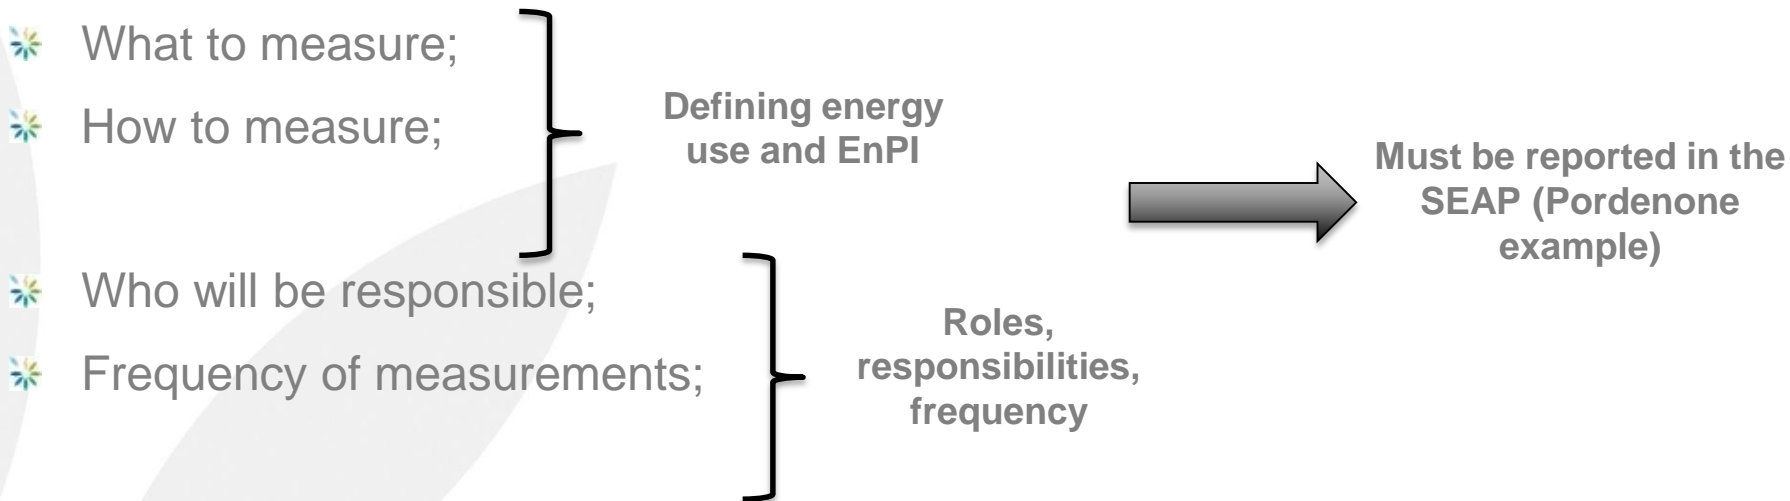 What to measure;
How to measure;
Defining energy
use and EnPI
Must be reported in the
SEAP (Pordenone
example)
Who will be responsible;
Frequency of measurements;
Roles,
responsibilities,
frequency